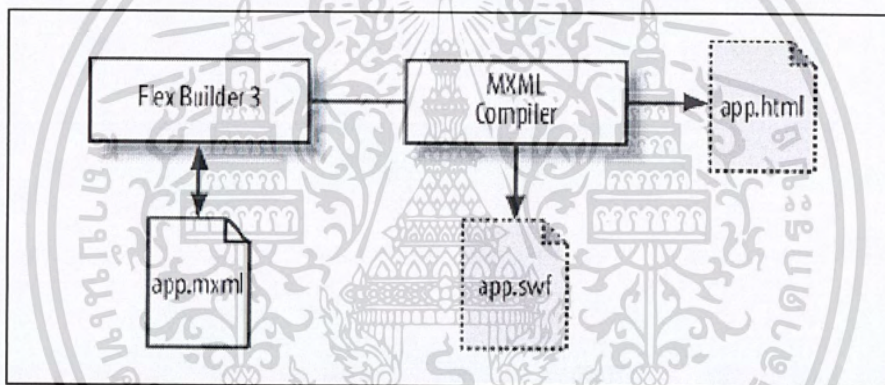 Flex Builder 3
MXML
Compiler
app.html
app.mxml
app.swf